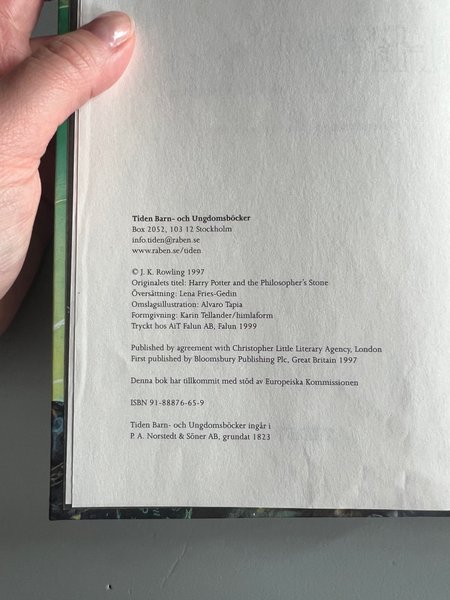 Tiden Barn- och Ungdomsböcker
Box 2052, 103 12 Stockholm
info.tiden@raben.se
www.raben.se/tiden
© J. K. Rowling 1997
Originalets titel: Harry Potter and the Philosopher's Stone
Översättning: Lena Fries-Gedin
Omslagsillustration: Alvaro Tapia
Formgivning: Karin Tellander/himlaform
Tryckt hos AiT Falun AB, Falun 1999
Published by agreement with Christopher Little Literary Agency, London
First published by Bloomsbury Publishing Plc, Great Britain 1997
Denna bok har tillkommit med stöd av Europeiska Kommissionen
ISBN 91-88876-65-9
Tiden Barn- och Ungdomsböcker ingår i
P. A. Norstedt & Söner AB, grundat 1823